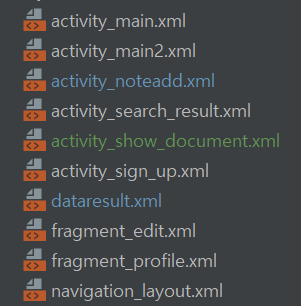 activity_main.xml
activity_main2.xml
activity_noteadd.xml
activity_search_result.xml
activity_show_document.xml
activity_sign_up.xml
dataresult.xml
fragment_edit.xml
fragment_profile.xml
navigation_layout.xml